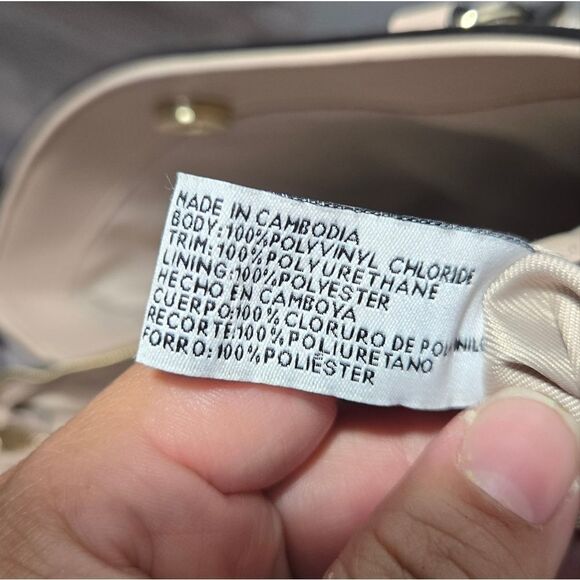 MADE IN CAMBODIA
BODY:100%POLYVINYL CHLORIDE
TRIM:100%POLYURETHANE
LINING:100%POLYESTER
HECHO EN CAMBOYA
CUERPO:100%CLORURO DE
RECORTE:100%POLIURETANO
FORRO:100%POLIÉSTER